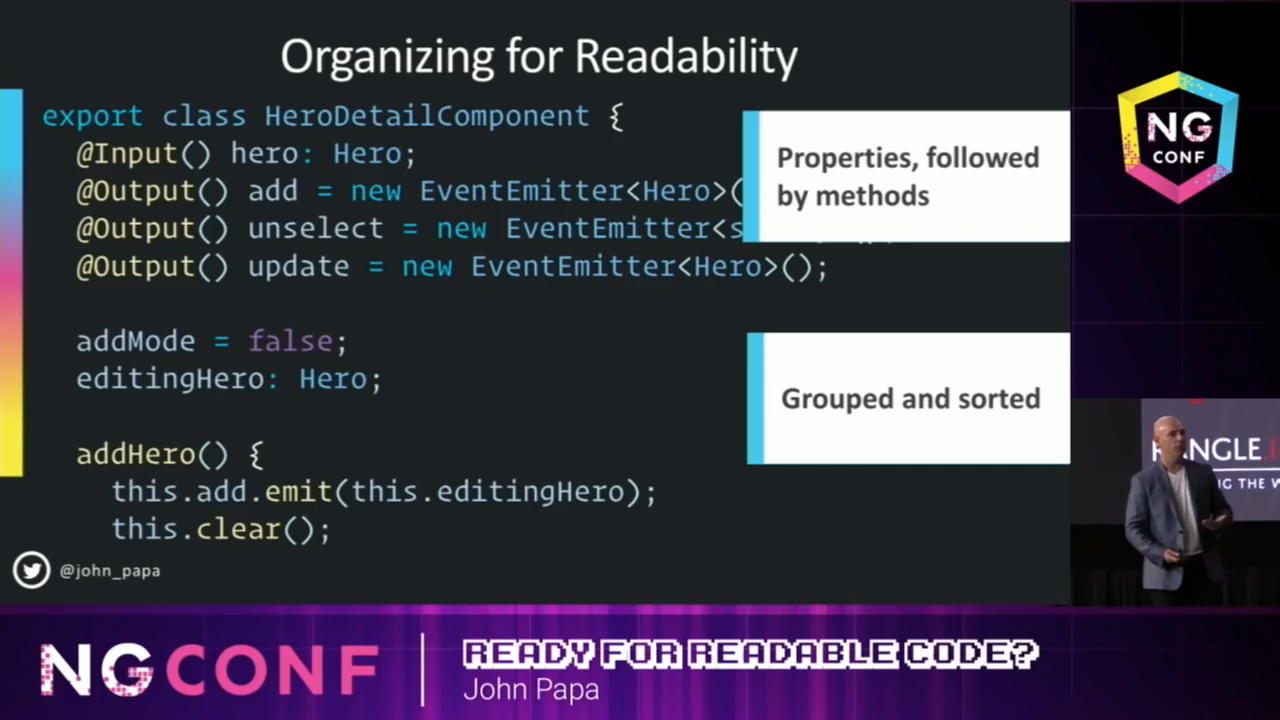 Organizing for Readability
export class HeroDetailComponent {
@Input() hero: Hero;
@Output() add = new EventEmitter<Hero>(
@Output() unselect = new EventEmitter<s
@Output() update = new EventEmitter<Hero>();
addMode = false;
editingHero: Hero;
addHero() {
this.add.emit(this.editingHero);
this.clear();
Properties, followed
by methods
Grouped and sorted
@john_papa
NG
CONF
NGCONF
READY FOR READABLE CODE?
John Papa